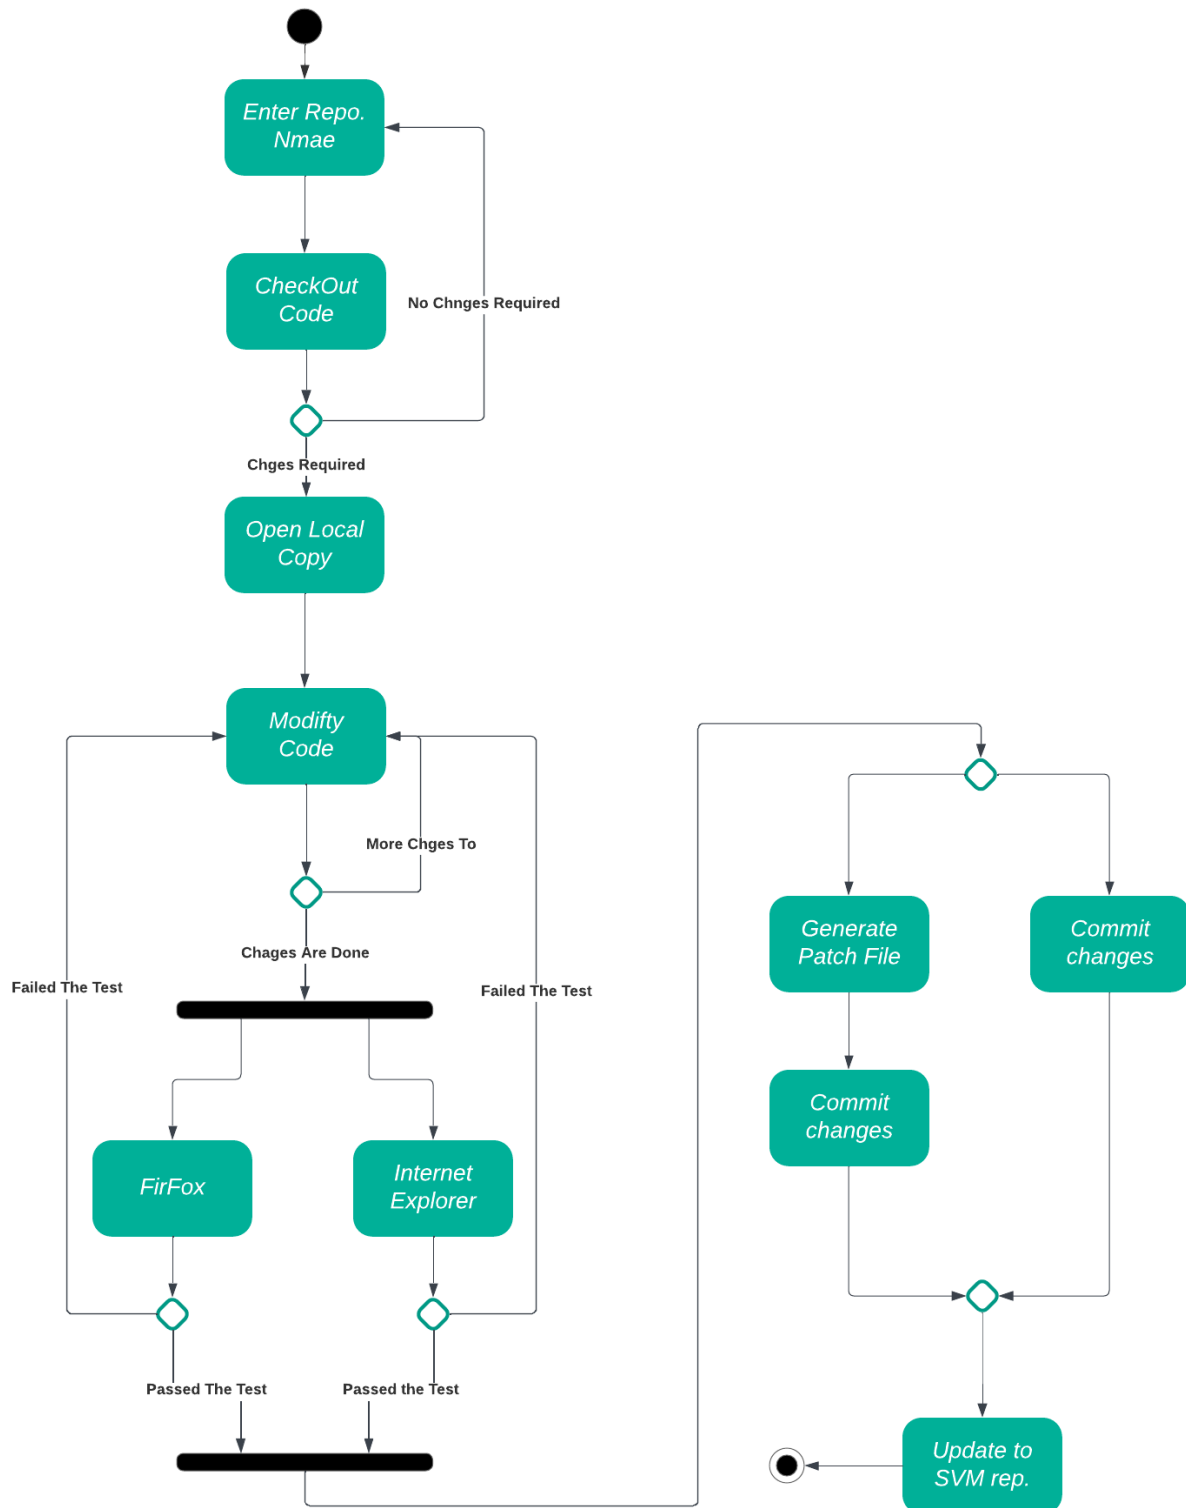 Enter Repo.
Nmae
CheckOut
Code
No Chnges Required
Chges Required
Open Local
Copy
Modifty
Code
More Chges To
Chages Are Done
Failed The Test
Failed The Test
FirFox
Internet
Explorer
Passed The Test
Passed the Test
Generate
Patch File
Commit
changes
Commit
changes
Update to
SVM rep.